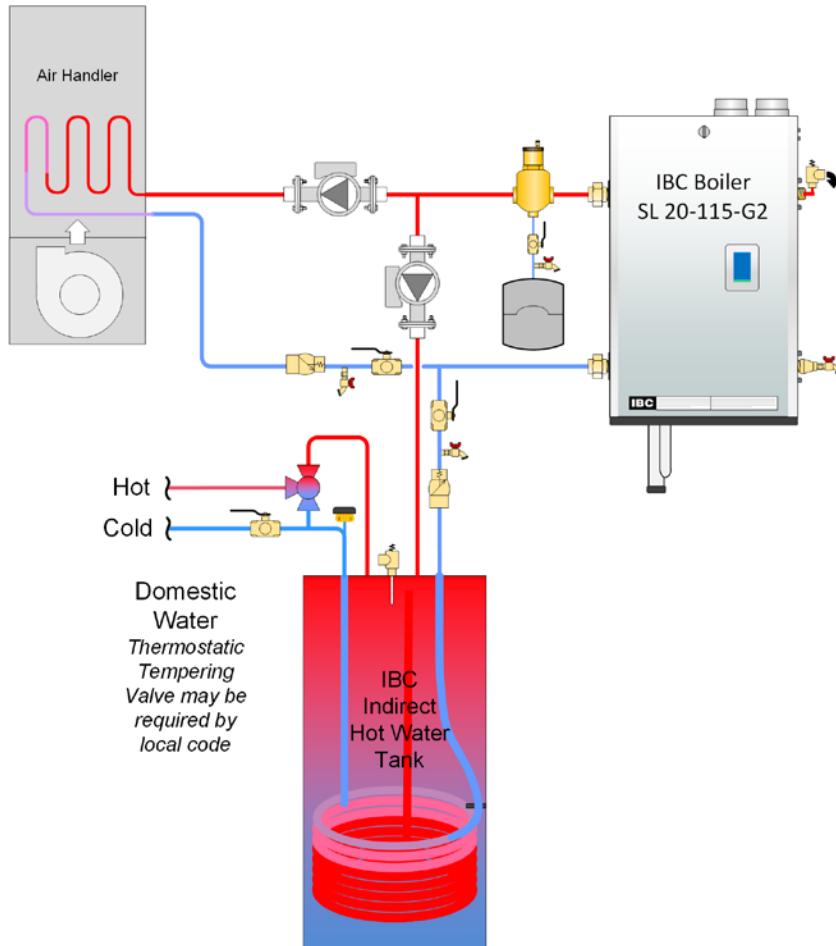 Air Handler
IBC Boiler
SL 20-115-G2
IBC
Hot
Cold
Domestic
Water
Thermostatic
Tempering
Valve may be
required by
local code
IBC
Indirect
Hot Water
Tank